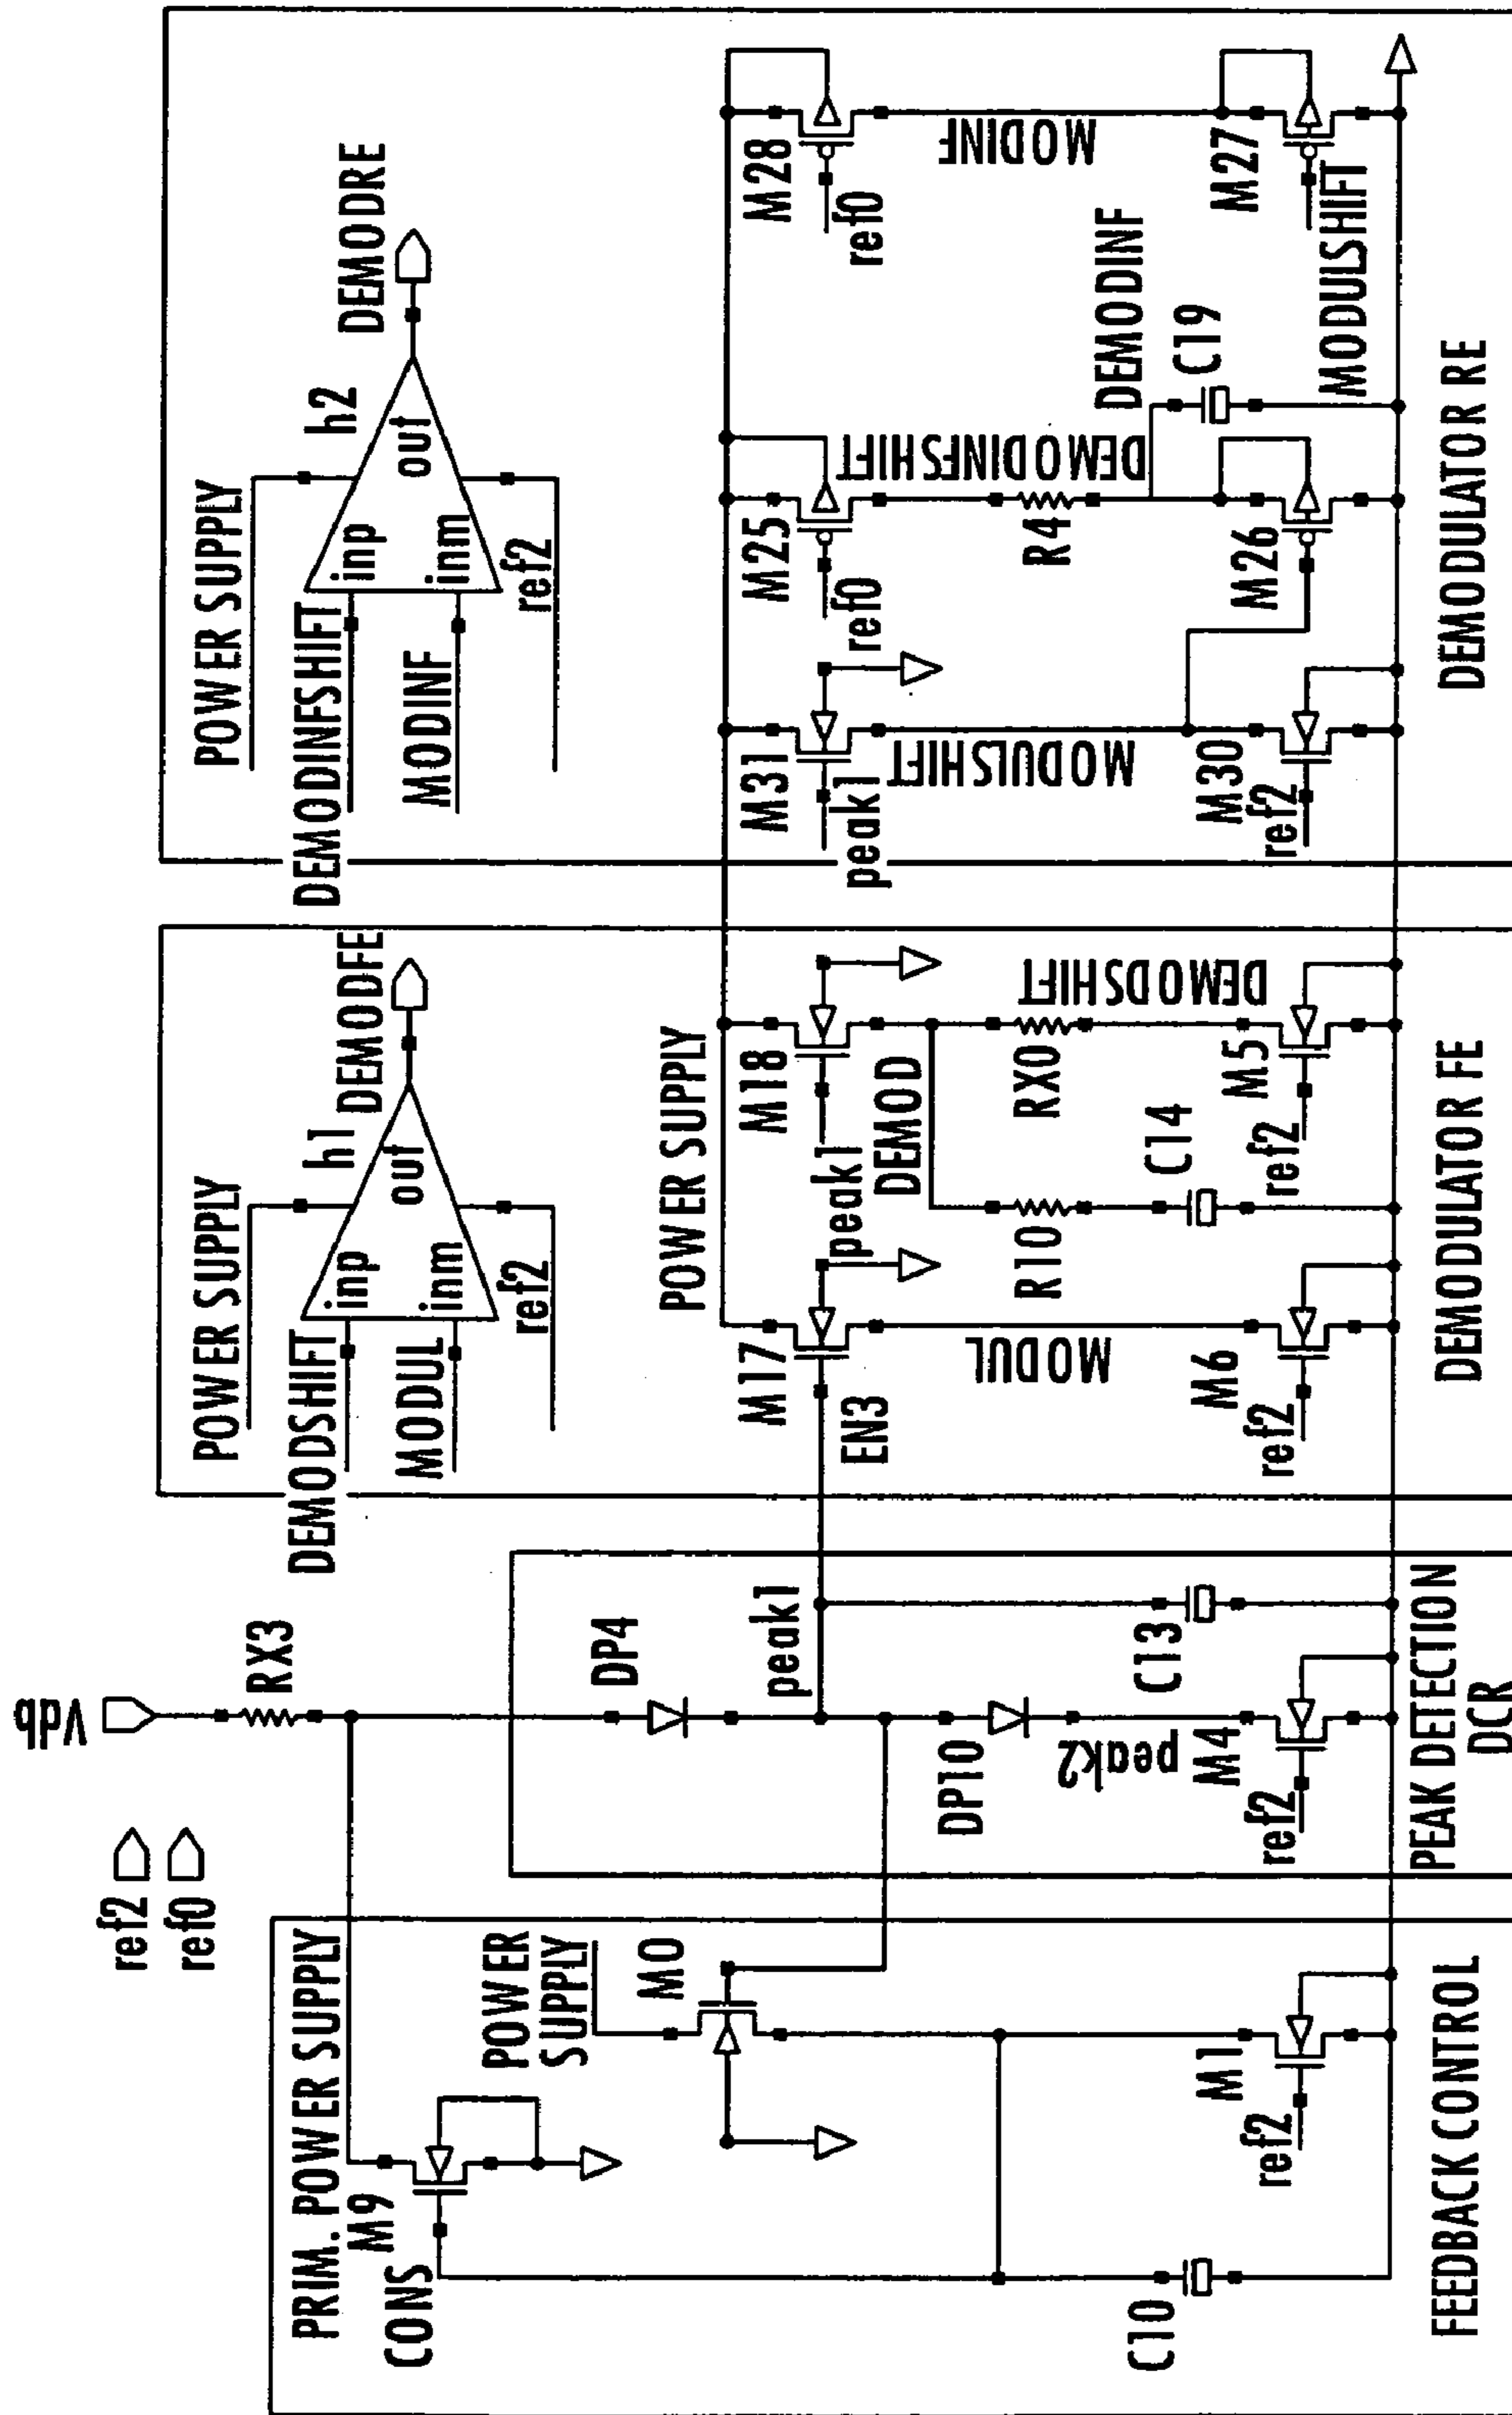 ref2
ref0
Vdb
RX3
PRIM. POWER SUPPLY
M9
CONS
POWER
SUPPLY
M0
C10
M1
ref2
FEEDBACK CONTROL
DP4
peak1
DP10
peak2
C13
M4
ref2
PEAK DETECTION
DCR
POWER SUPPLY
DEMODSHIFT
MODUL
inp
inm
out
h1
ref2
DEMODFE
POWER SUPPLY
M17
EN3
MODUL
M6
ref2
M18
peak1
DEMOD
R10
RX0
C14
DEMODSHIFT
M5
ref2
DEMODULATOR FE
POWER SUPPLY
DEMODINFSHIFT
MODINF
inp
inm
out
h2
ref2
DEMODRE
M31
peak1
MODULSHIFT
M30
ref2
M25
ref0
DEMODINFSHIFT
R4
DEMODINF
C19
M26
M28
ref0
MODINF
M27
MODULSHIFT
DEMODULATOR RE